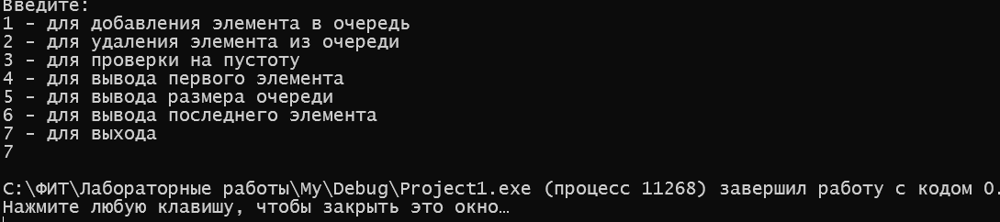 Введите:
1 - для добавления элемента в очередь
2 - для удаления элемента из очереди
3 - для проверки на пустоту
4 - для вывода первого элемента
5 - для вывода размера очереди
6 - для вывода последнего элемента
7 - для выхода
7
C:\ФИТ\Лабораторные работы\My\Debug\Project1.exe (процесс 11268) завершил работу с кодом 0.
Нажмите любую клавишу, чтобы закрыть это окно…